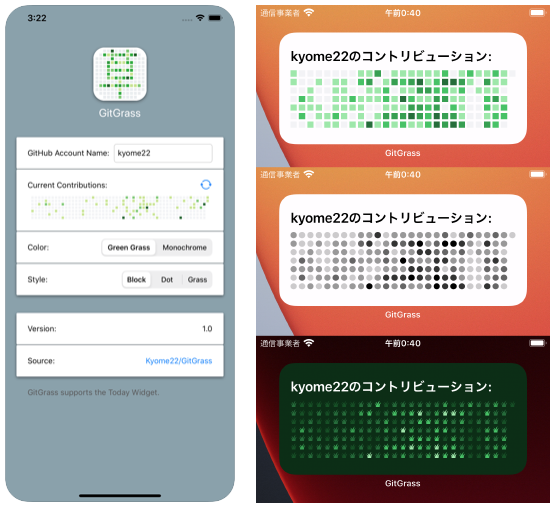 3:22
GitGrass
GitHub Account Name: kyome22
Current Contributions:
Color: Green Grass Monochrome
Style: Block Dot Grass
Version: 1.0
Source: Kyome22/GitGrass
GitGrass supports the Today Widget.
通信事業者 午前0:40
kyome22のコントリビューション:
GitGrass
通信事業者 午前0:40
kyome22のコントリビューション:
GitGrass
通信事業者 午前0:40
kyome22のコントリビューション:
GitGrass